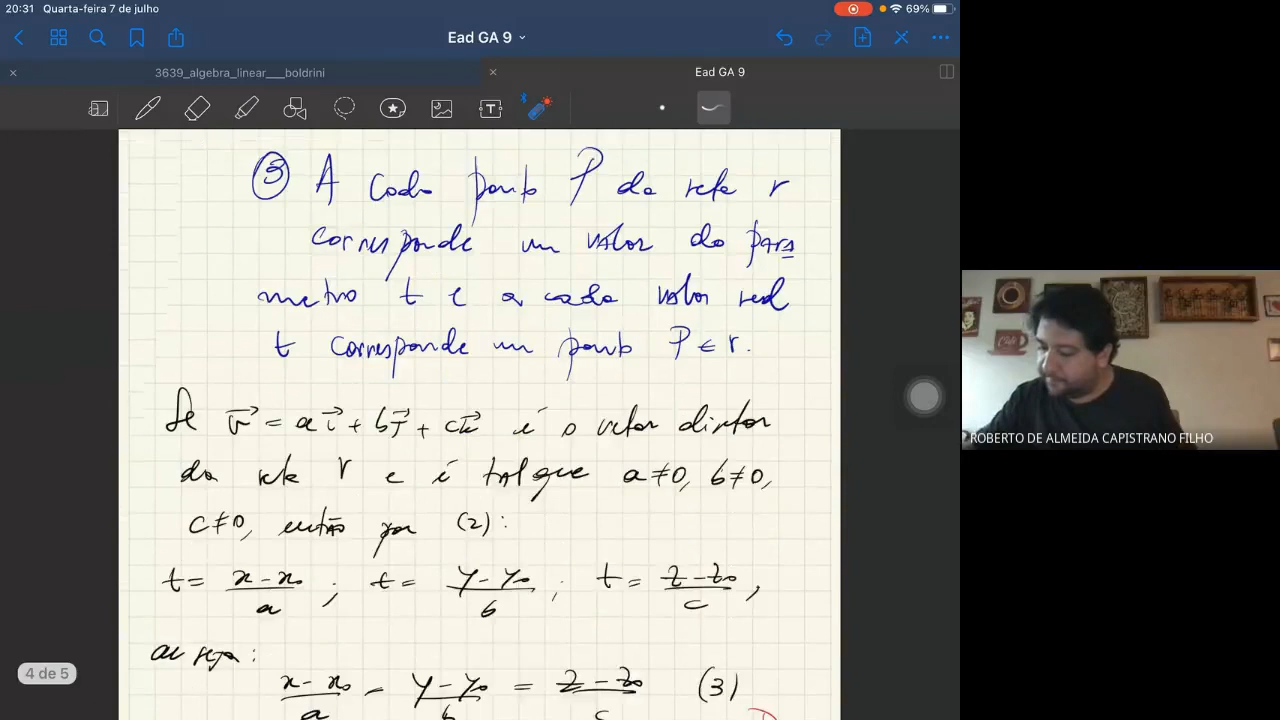 20:31 Quarta-feira 7 de julho
69%
Ead GA 9
3639_algebra_linear___boldrini
Ead GA 9
T
③ A cada ponto P da reta r
corresponde um valor do parâ
metro t e a cada valor real
t corresponde um ponto P ∈ r.
Se v⃗ = a i⃗ + b j⃗ + c k⃗ é o vetor diretor
da reta r e é tal que a≠0, b≠0,
c≠0, então por (2):
t = (x - x₀)/a ; t = (y - y₀)/b ; t = (z - z₀)/c ,
ou seja:
(x - x₀)/a = (y - y₀)/b = (z - z₀)/c (3)
4 de 5
ROBERTO DE ALMEIDA CAPISTRANO FILHO